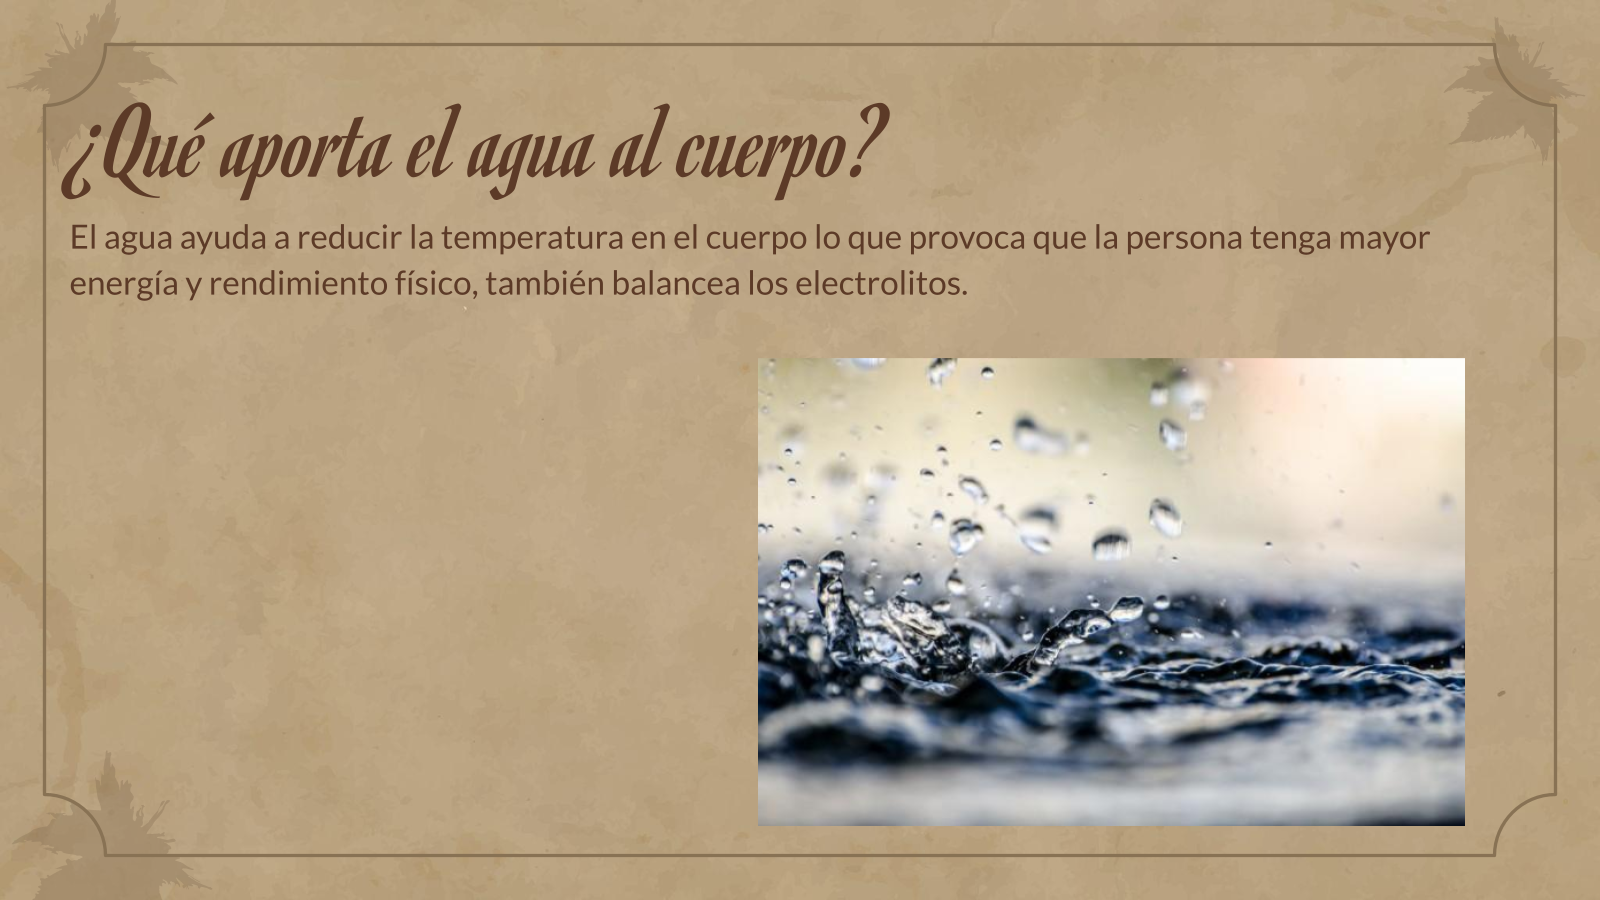 ¿Qué aporta el agua al cuerpo?
El agua ayuda a reducir la temperatura en el cuerpo lo que provoca que la persona tenga mayor
energía y rendimiento físico, también balancea los electrolitos.